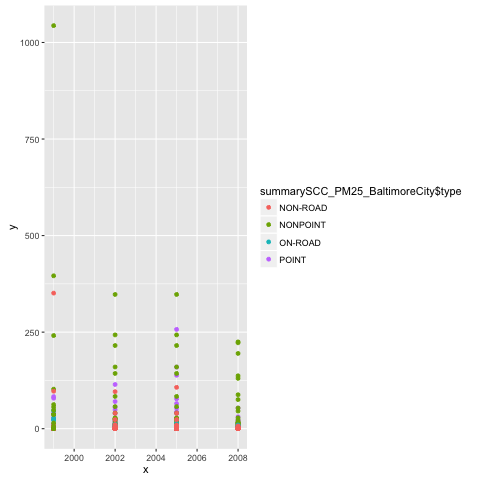 1000
750
500
250
0
y
2000 2002 2004 2006 2008
x
summarySCC_PM25_BaltimoreCity$type
NON-ROAD
NONPOINT
ON-ROAD
POINT